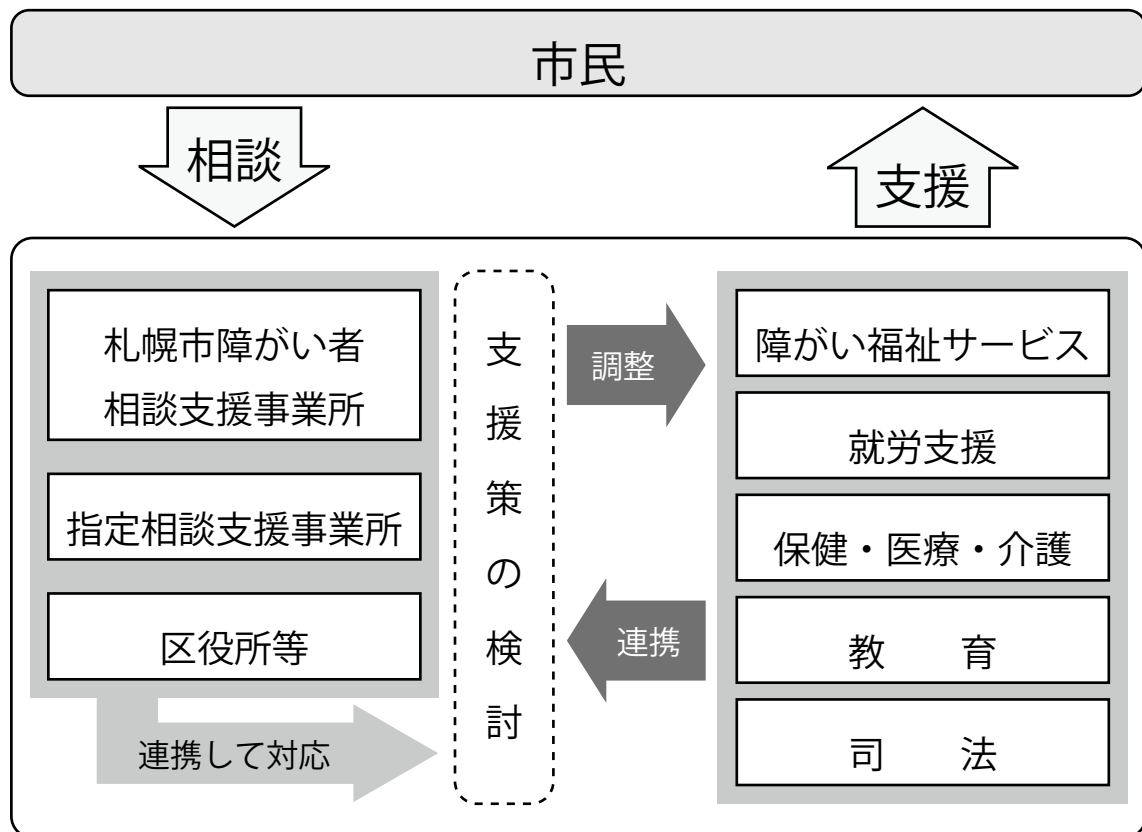 市民
相談
支援
札幌市障がい者
相談支援事業所
指定相談支援事業所
区役所等
連携して対応
支援策の検討
調整
連携
障がい福祉サービス
就労支援
保健・医療・介護
教　育
司　法